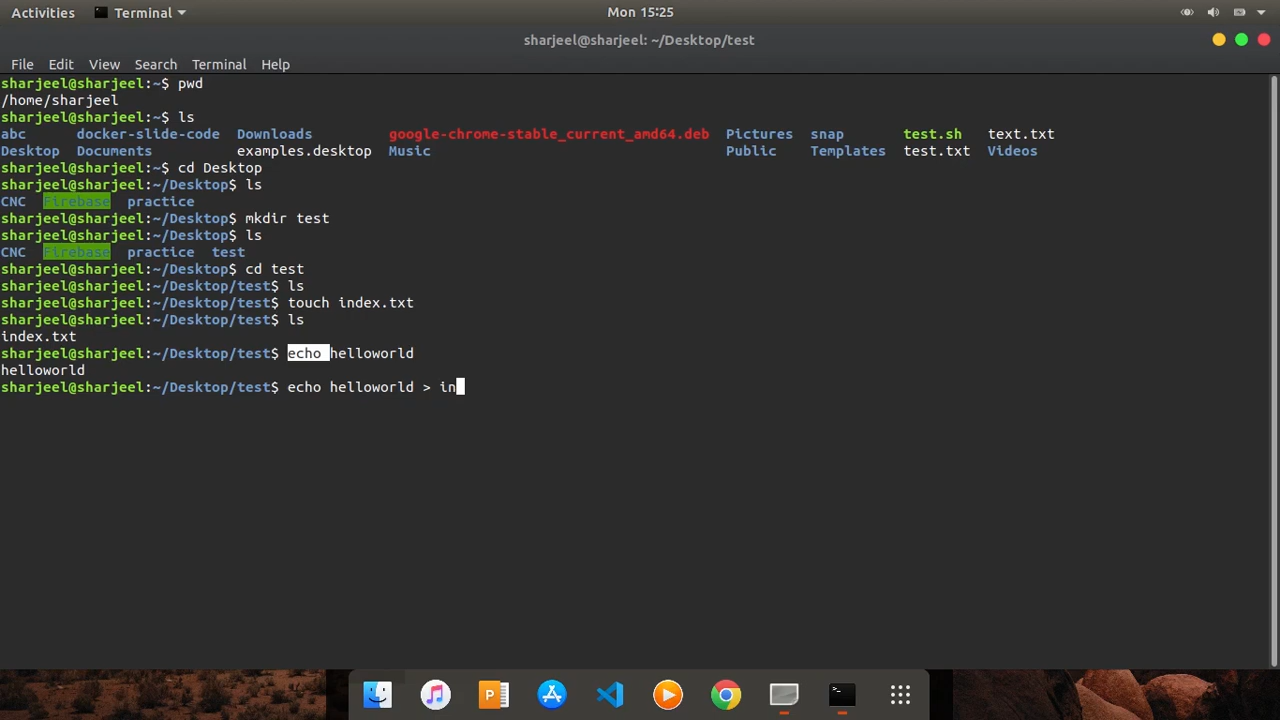 Activities Terminal Mon 15:25
sharjeel@sharjeel: ~/Desktop/test
File Edit View Search Terminal Help
sharjeel@sharjeel:~$ pwd
/home/sharjeel
sharjeel@sharjeel:~$ ls
abc docker-slide-code Downloads google-chrome-stable_current_amd64.deb Pictures snap test.sh text.txt
Desktop Documents examples.desktop Music Public Templates test.txt Videos
sharjeel@sharjeel:~$ cd Desktop
sharjeel@sharjeel:~/Desktop$ ls
CNC Firebase practice
sharjeel@sharjeel:~/Desktop$ mkdir test
sharjeel@sharjeel:~/Desktop$ ls
CNC Firebase practice test
sharjeel@sharjeel:~/Desktop$ cd test
sharjeel@sharjeel:~/Desktop/test$ ls
sharjeel@sharjeel:~/Desktop/test$ touch index.txt
sharjeel@sharjeel:~/Desktop/test$ ls
index.txt
sharjeel@sharjeel:~/Desktop/test$ echo helloworld
helloworld
sharjeel@sharjeel:~/Desktop/test$ echo helloworld > in
P
>_